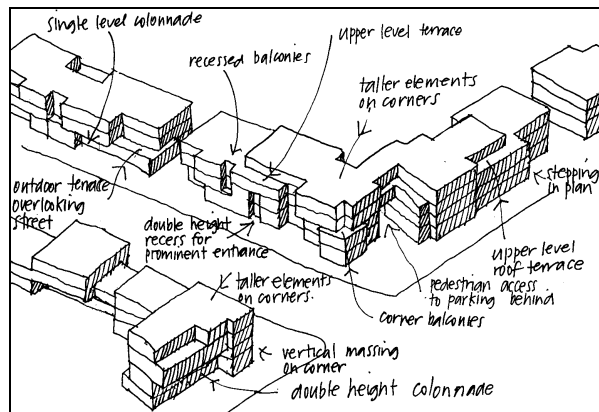 single level colonnade
recessed balconies
upper level terrace
taller elements
on corners
outdoor terrace
overlooking
street
double height
recess for
prominent entrance
stepping
in plan
upper level
roof terrace
pedestrian access
to parking behind
corner balconies
taller elements
on corners.
vertical massing
on corner
double height colonnade